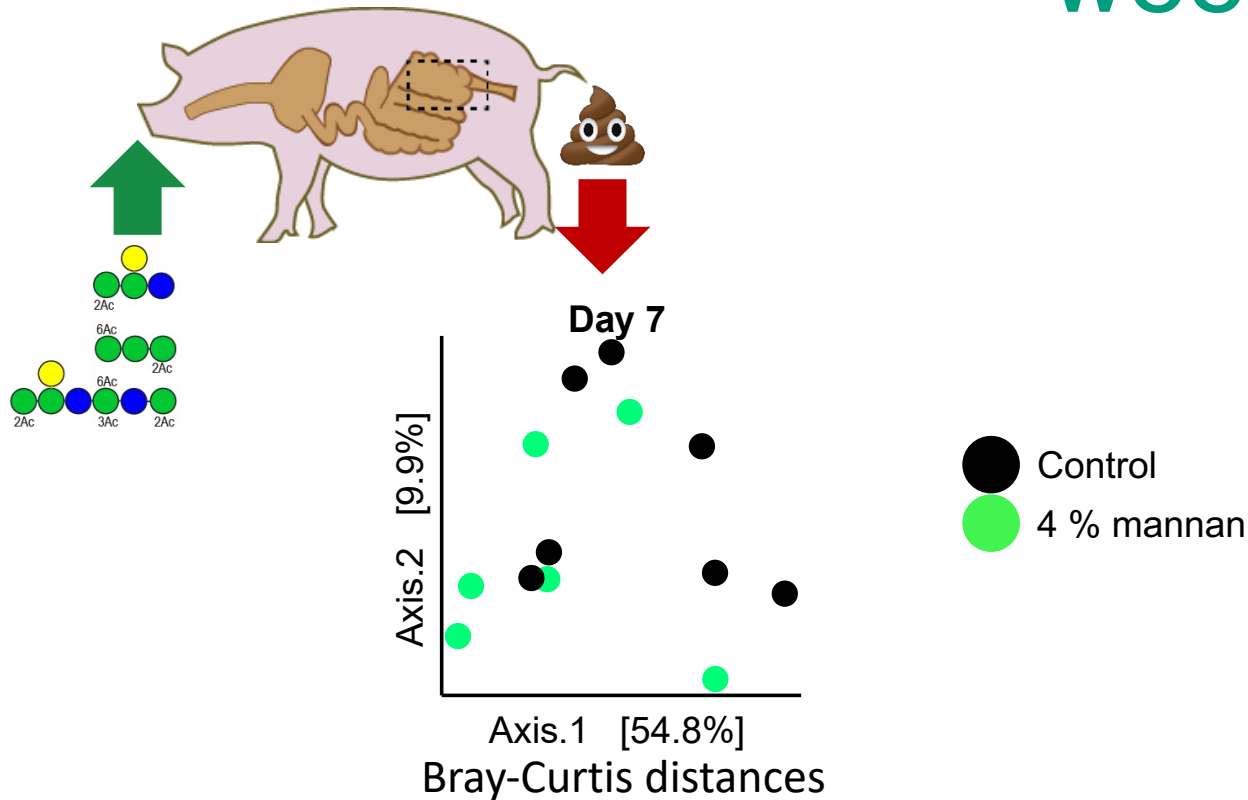 2Ac
6Ac
2Ac
6Ac
2Ac
3Ac
2Ac
Day 7
Axis.2 [9.9%]
Axis.1 [54.8%]
Bray-Curtis distances
Control
4 % mannan